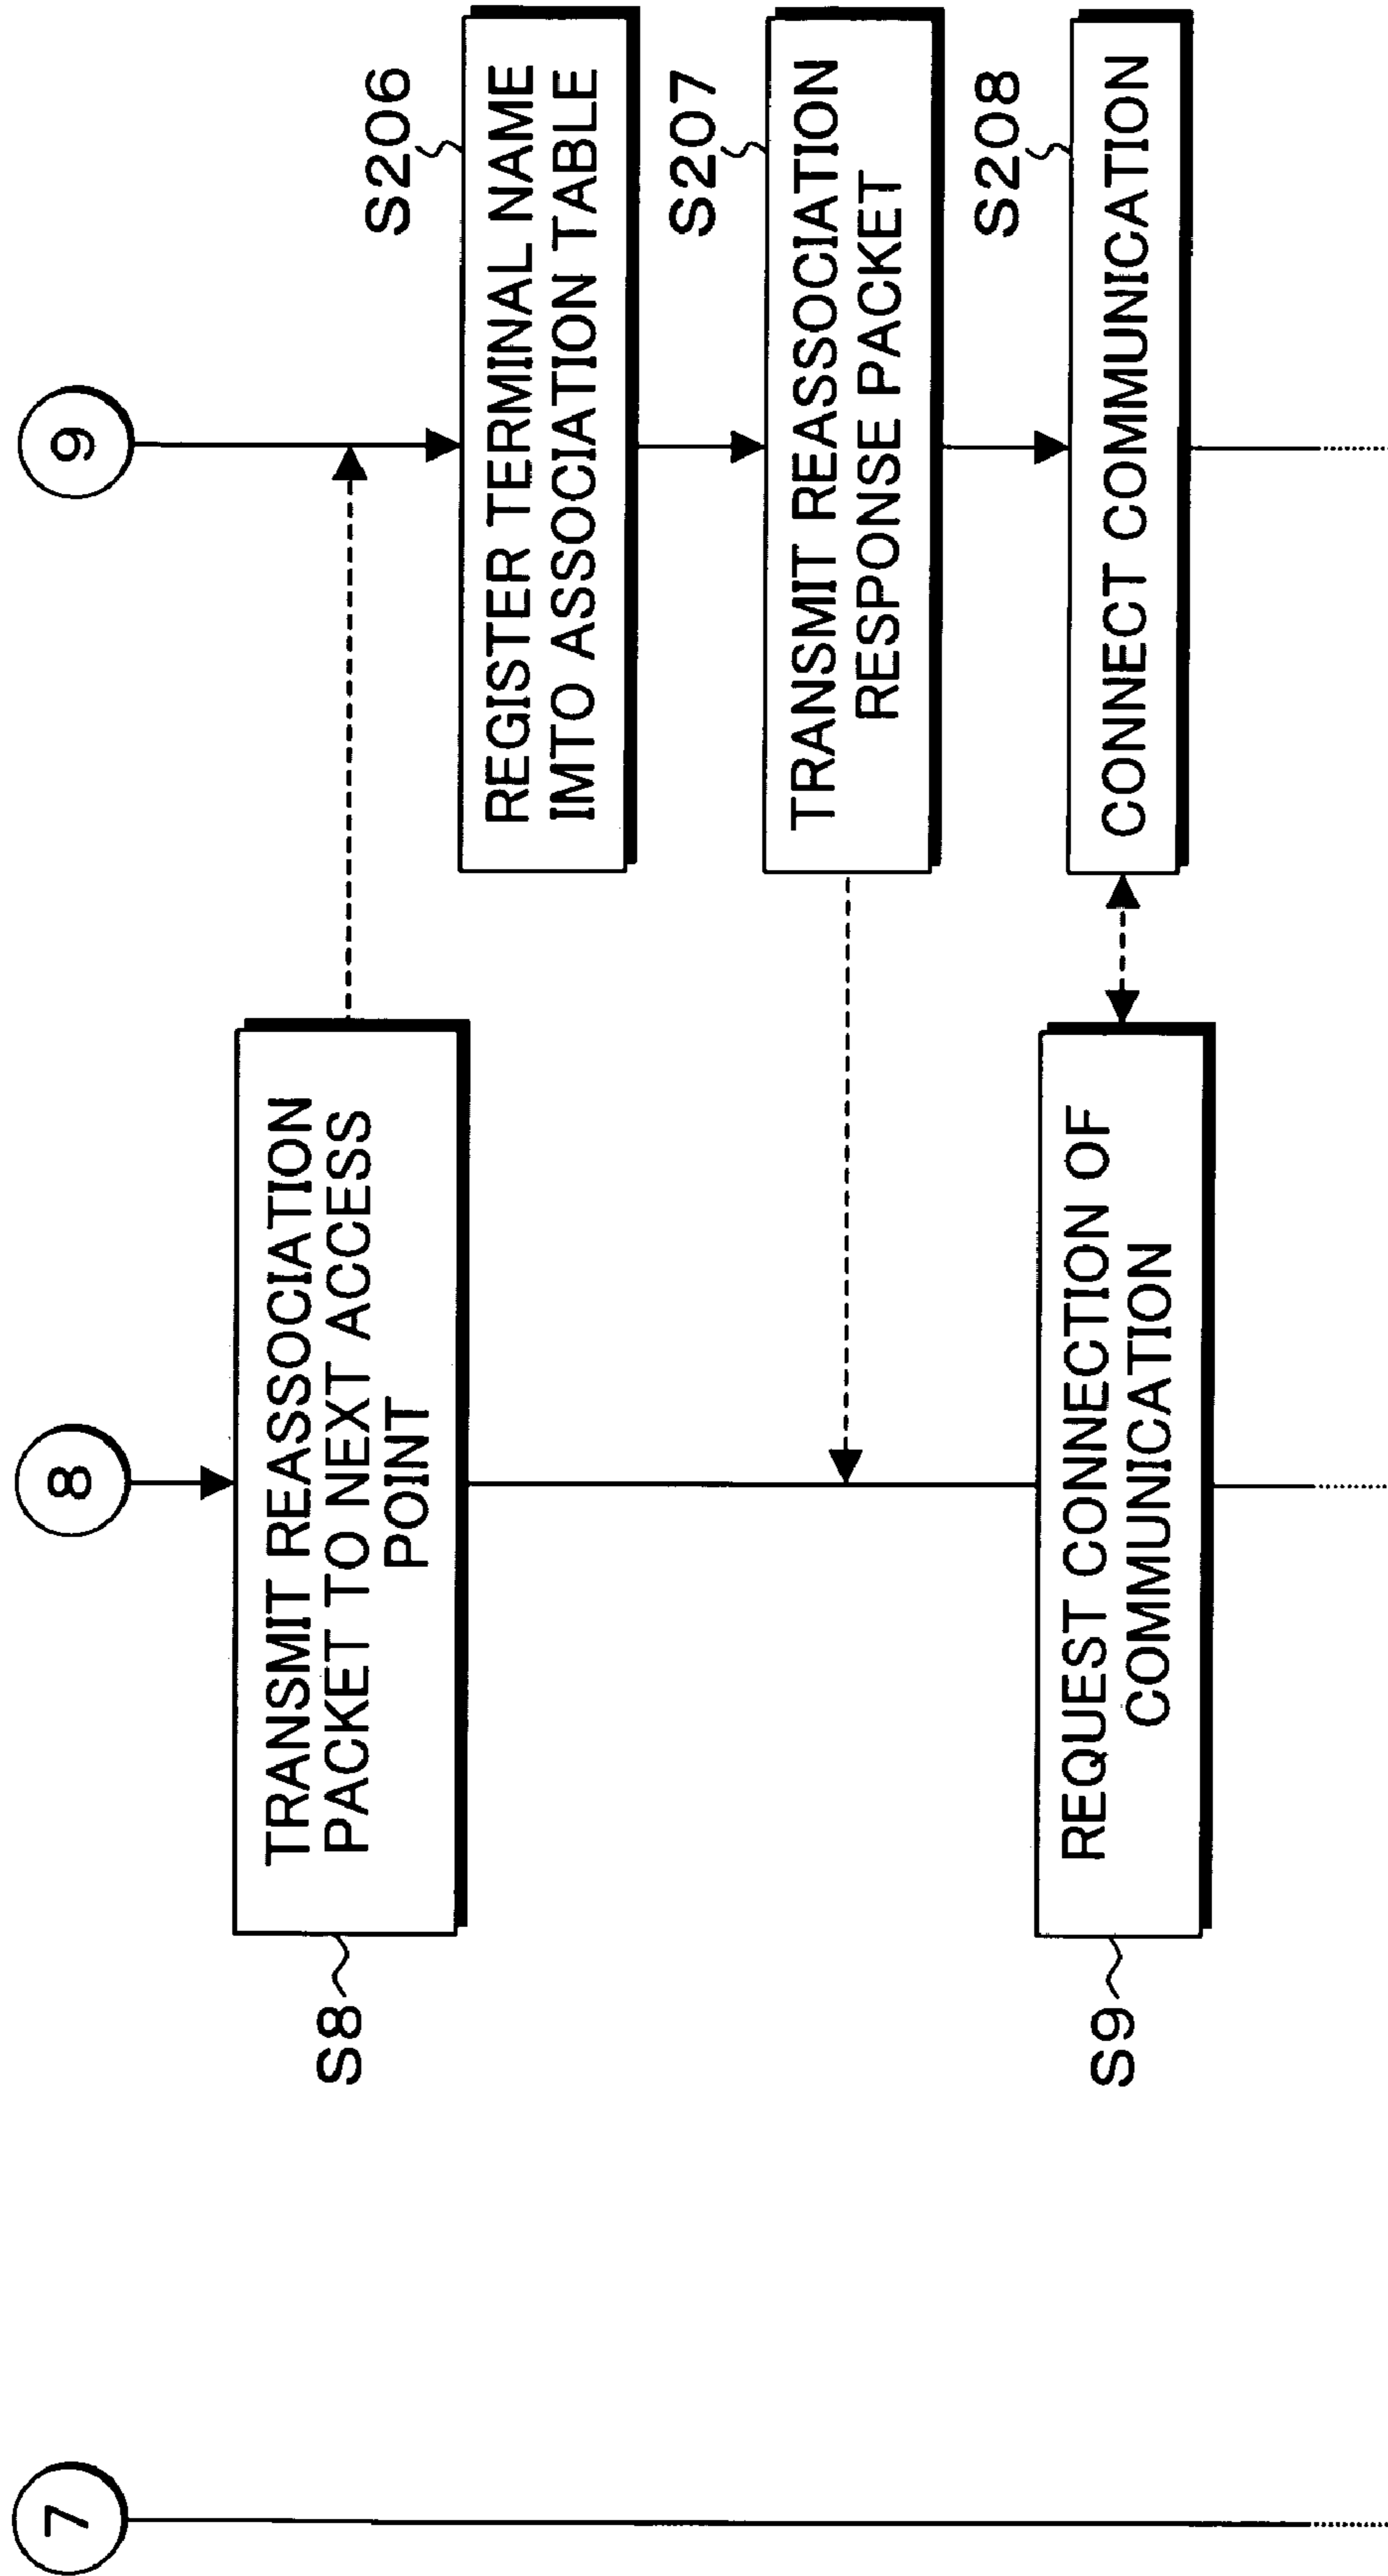 7
8
9
S8
TRANSMIT REASSOCIATION
PACKET TO NEXT ACCESS
POINT
S206
REGISTER TERMINAL NAME
IMTO ASSOCIATION TABLE
S207
TRANSMIT REASSOCIATION
RESPONSE PACKET
S9
REQUEST CONNECTION OF
COMMUNICATION
S208
CONNECT COMMUNICATION